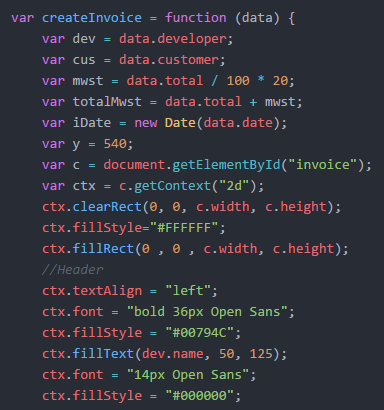 var createInvoice = function (data) {
var dev = data.developer;
var cus = data.customer;
var mwst = data.total / 100 * 20;
var totalMwst = data.total + mwst;
var iDate = new Date(data.date);
var y = 540;
var c = document.getElementById("invoice");
var ctx = c.getContext("2d");
ctx.clearRect(0, 0, c.width, c.height);
ctx.fillStyle="#FFFFFF";
ctx.fillRect(0 , 0 , c.width, c.height);
//Header
ctx.textAlign = "left";
ctx.font = "bold 36px Open Sans";
ctx.fillStyle = "#00794C";
ctx.fillText(dev.name, 50, 125);
ctx.font = "14px Open Sans";
ctx.fillStyle = "#000000";